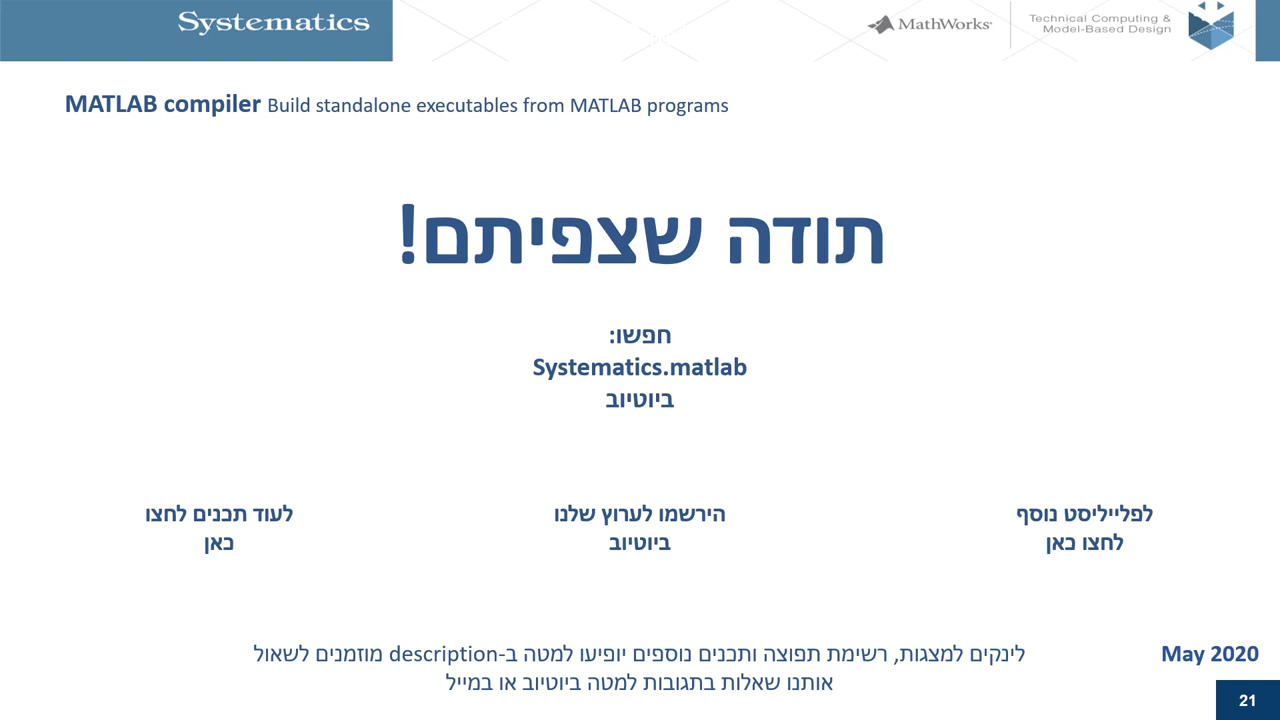 Systematics
MathWorks
Technical Computing &
Model-Based Design
MATLAB compiler Build standalone executables from MATLAB programs
תודה שצפיתם!
חפשו:
Systematics.matlab
ביוטיוב
לפלייליסט נוסף
לחצו כאן
הירשמו לערוץ שלנו
ביוטיוב
לעוד תכנים לחצו
כאן
לינקים למצגות, רשימת תפוצה ותכנים נוספים יופיעו למטה ב-description מוזמנים לשאול
אותנו שאלות בתגובות למטה ביוטיוב או במייל
May 2020
21